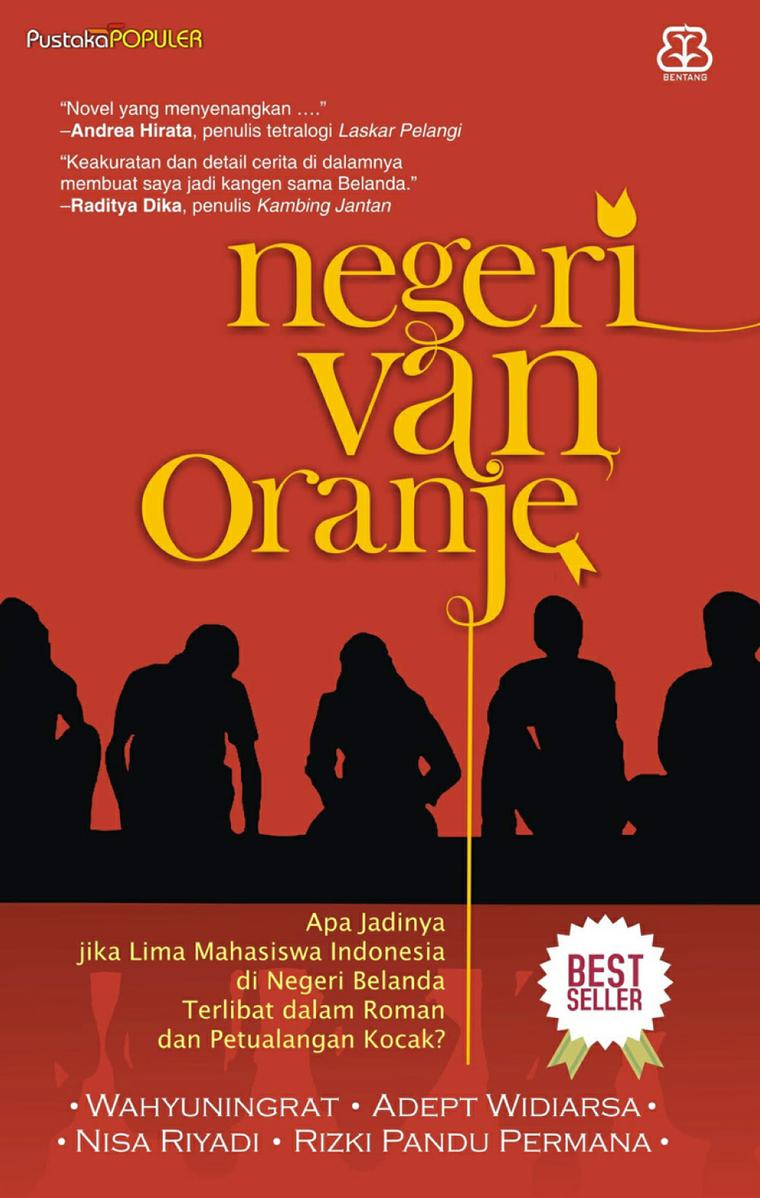 PustakaPOPULER
BENTANG
“Novel yang menyenangkan ....”
–Andrea Hirata, penulis tetralogi Laskar Pelangi
“Keakuratan dan detail cerita di dalamnya
membuat saya jadi kangen sama Belanda.”
–Raditya Dika, penulis Kambing Jantan
negeri
van
Oranje
Apa Jadinya
jika Lima Mahasiswa Indonesia
di Negeri Belanda
Terlibat dalam Roman
dan Petualangan Kocak?
BEST
SELLER
• WAHYUNINGRAT • ADEPT WIDIARSA •
• NISA RIYADI • RIZKI PANDU PERMANA •